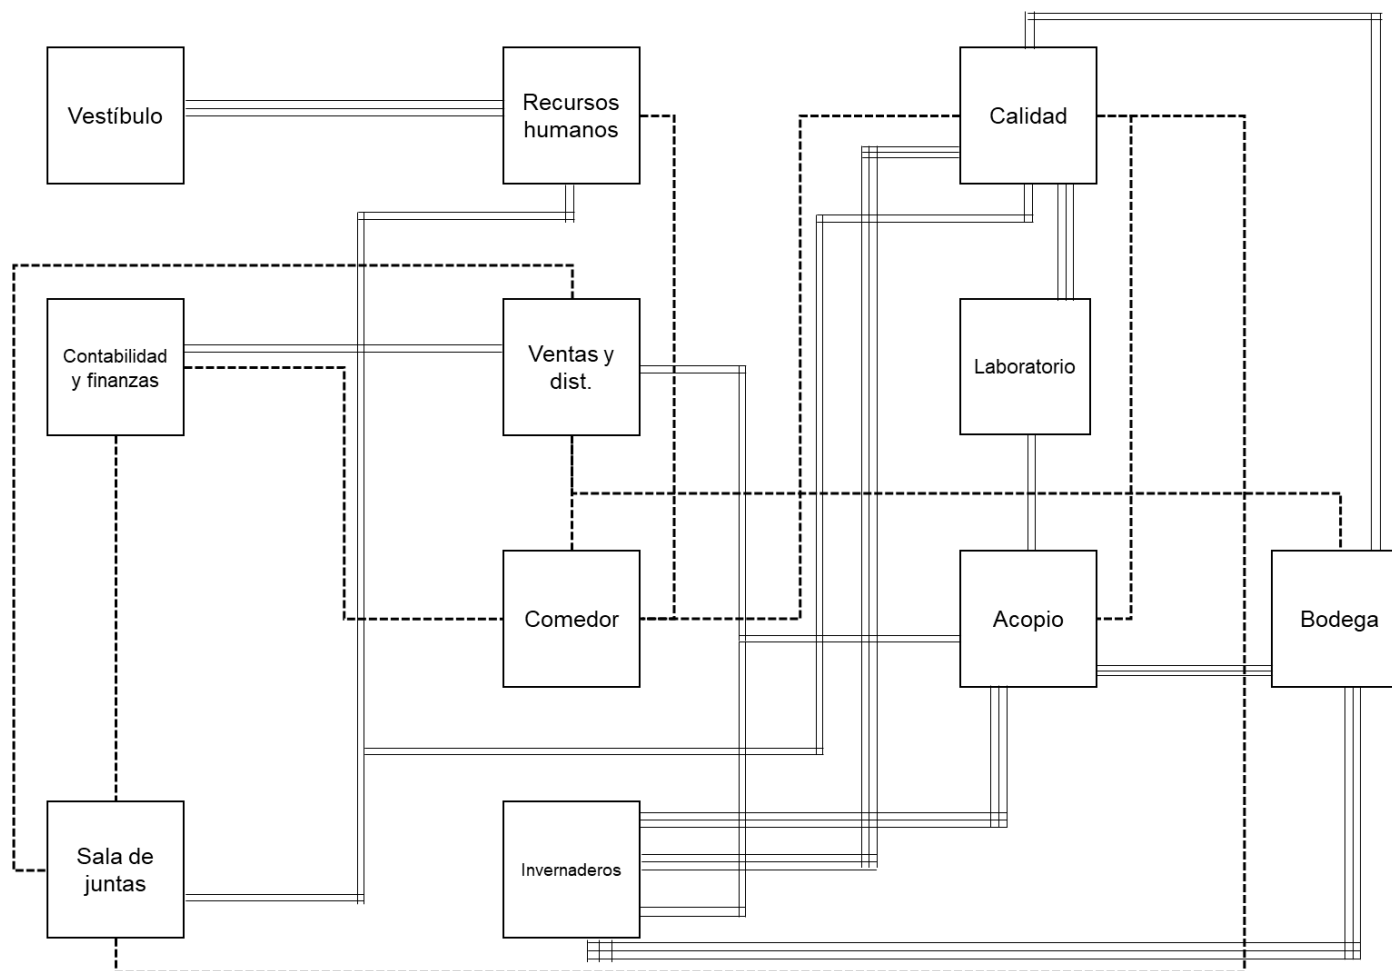 Vestíbulo
Recursos
humanos
Calidad
Contabilidad
y finanzas
Ventas y
dist.
Laboratorio
Comedor
Acopio
Bodega
Sala de
juntas
Invernaderos